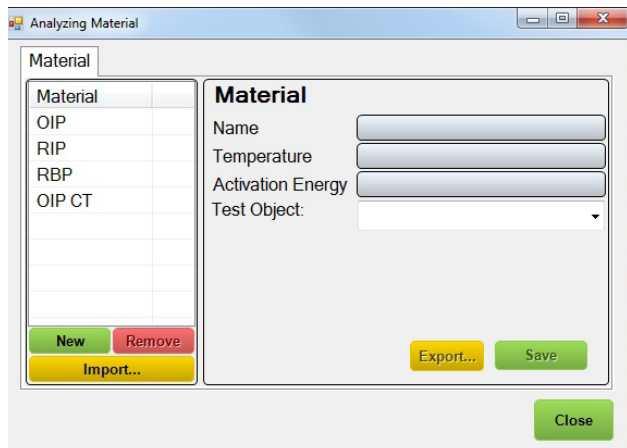 Analyzing Material
Material
Material
OIP
RIP
RBP
OIP CT
New Remove
Import...
Material
Name
Temperature
Activation Energy
Test Object:
Export... Save
Close